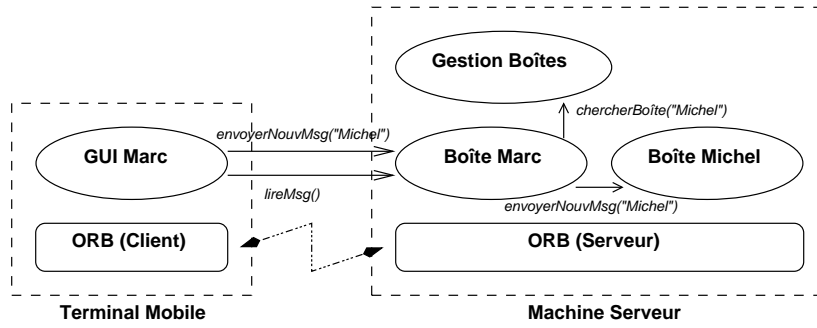 Gestion Boîtes
chercherBoîte("Michel")
envoyerNouvMsg("Michel")
GUI Marc
Boîte Marc
Boîte Michel
lireMsg()
envoyerNouvMsg("Michel")
ORB (Client)
ORB (Serveur)
Terminal Mobile
Machine Serveur